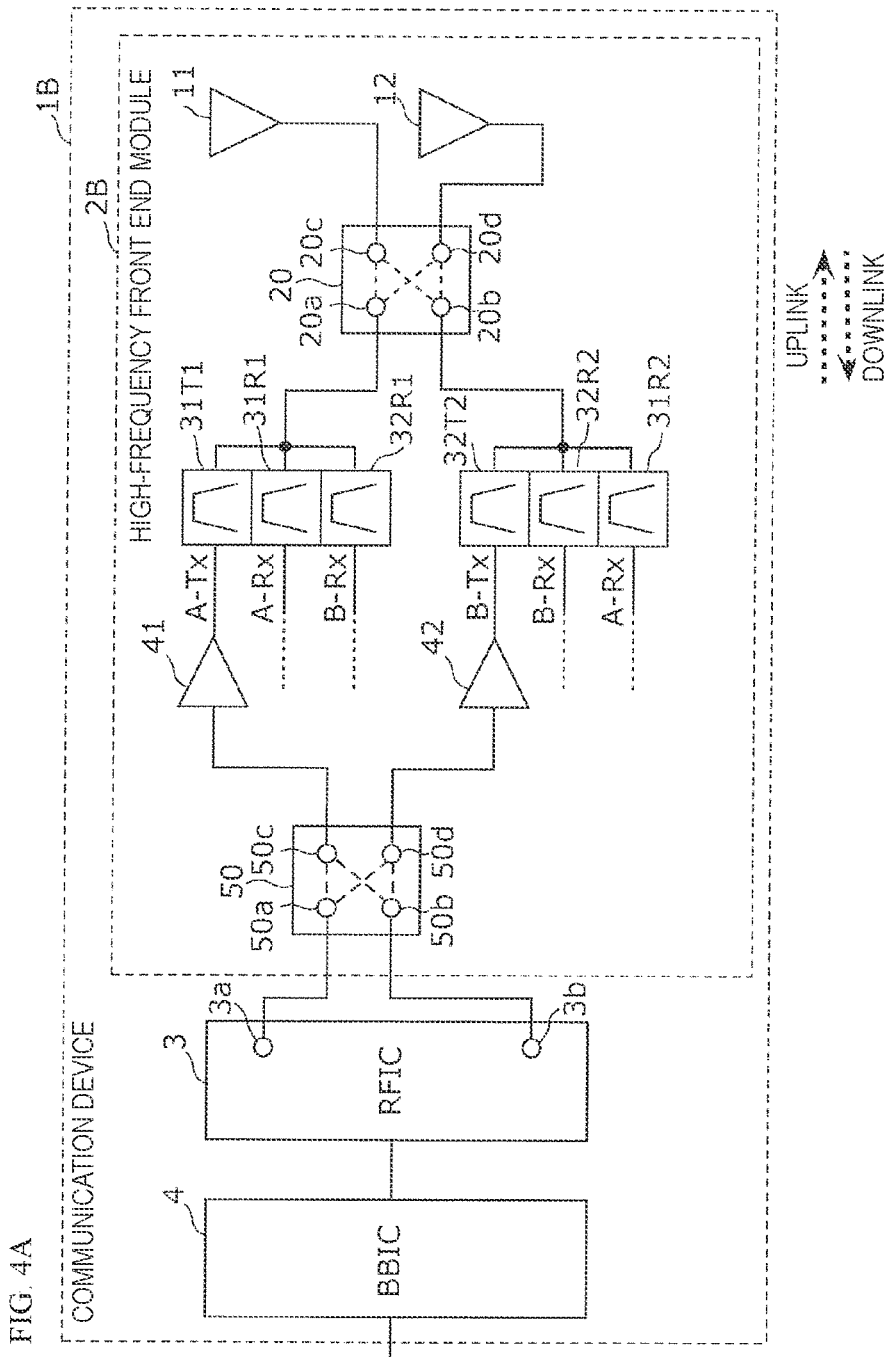 FIG. 4A
COMMUNICATION DEVICE
1B
2B
HIGH-FREQUENCY FRONT END MODULE
4
BBIC
3
RFIC
3a
3b
50
50a
50c
50b
50d
41
42
A-Tx
A-Rx
B-Rx
31T1
31R1
32R1
B-Tx
B-Rx
A-Rx
32T2
32R2
31R2
20
20a
20c
20b
20d
11
12
UPLINK
DOWNLINK